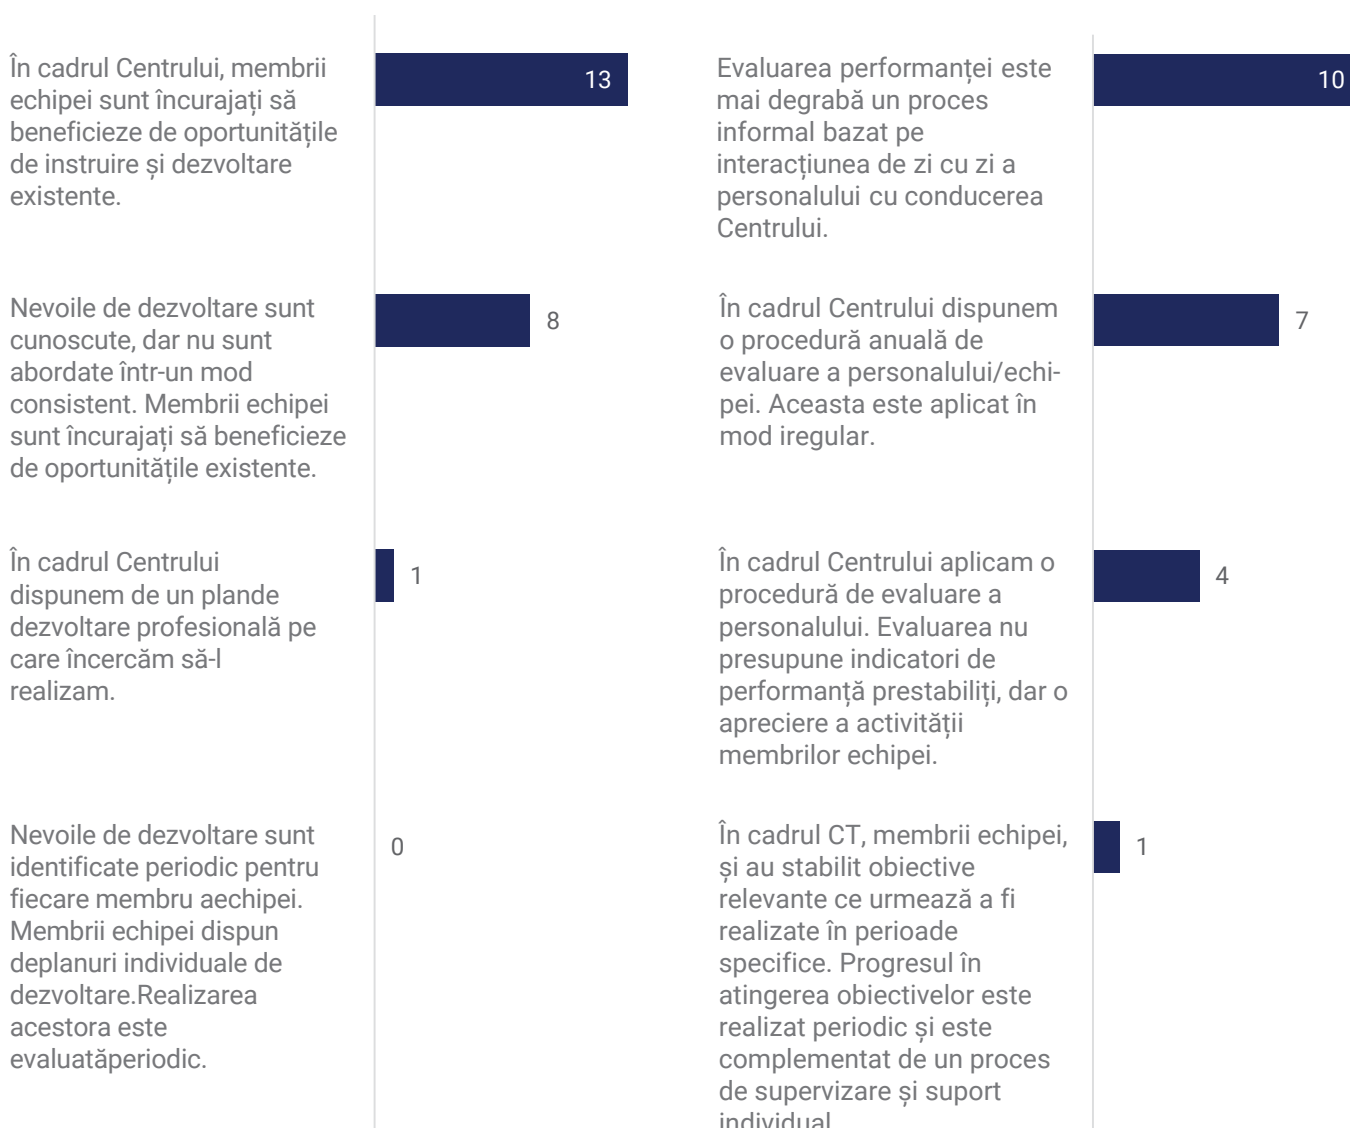 În cadrul Centrului, membrii
echipei sunt încurajați să
beneficieze de oportunitățile
de instruire și dezvoltare
existente.
13
Nevoile de dezvoltare sunt
cunoscute, dar nu sunt
abordate într-un mod
consistent. Membrii echipei
sunt încurajați să beneficieze
de oportunitățile existente.
8
În cadrul Centrului
dispunem de un plande
dezvoltare profesională pe
care încercăm să-l
realizam.
1
Nevoile de dezvoltare sunt
identificate periodic pentru
fiecare membru aechipei.
Membrii echipei dispun
deplanuri individuale de
dezvoltare.Realizarea
acestora este
evaluatăperiodic.
0
Evaluarea performanței este
mai degrabă un proces
informal bazat pe
interacțiunea de zi cu zi a
personalului cu conducerea
Centrului.
10
În cadrul Centrului dispunem
o procedură anuală de
evaluare a personalului/echi-
pei. Aceasta este aplicat în
mod iregular.
7
În cadrul Centrului aplicam o
procedură de evaluare a
personalului. Evaluarea nu
presupune indicatori de
performanță prestabiliți, dar o
apreciere a activității
membrilor echipei.
4
În cadrul CT, membrii echipei,
și au stabilit obiective
relevante ce urmează a fi
realizate în perioade
specifice. Progresul în
atingerea obiectivelor este
realizat periodic și este
complementat de un proces
de supervizare și suport
individual
1